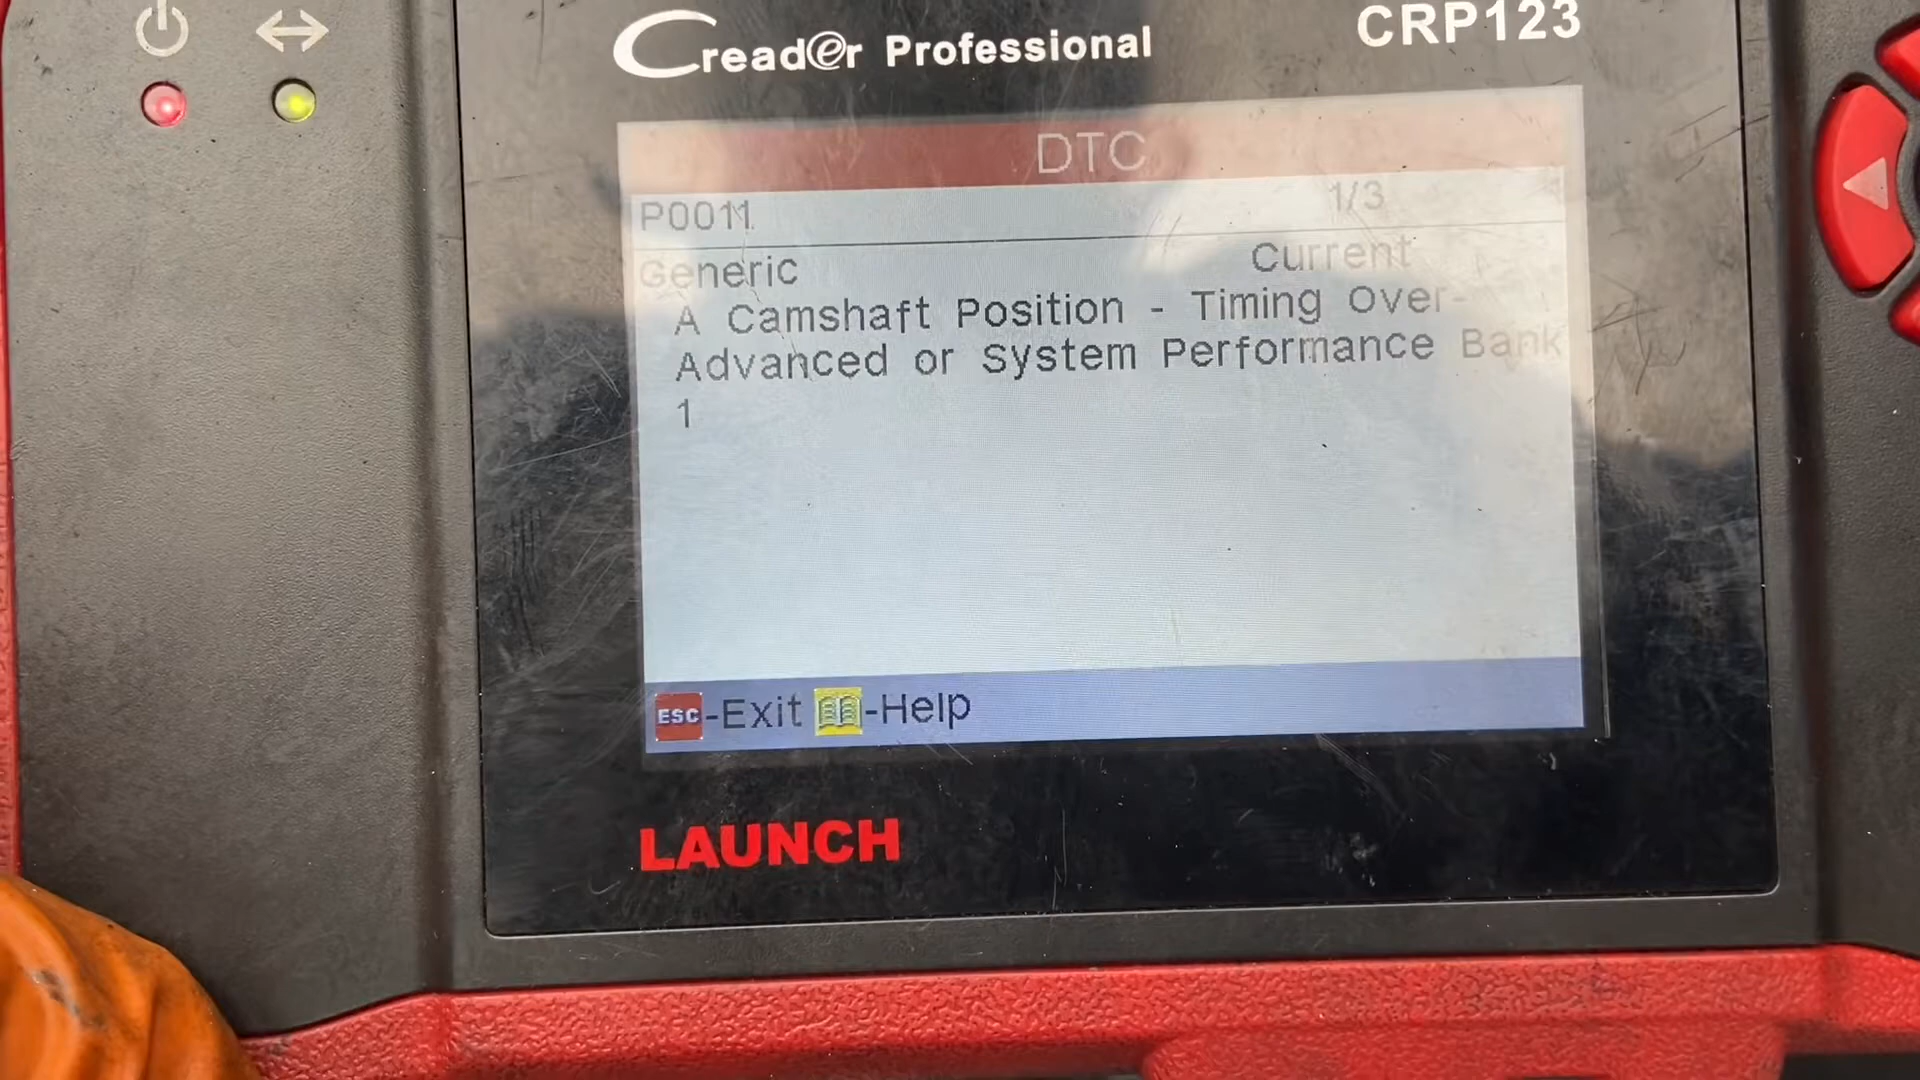 Creader Professional
CRP123
DTC
P0011 1/3
Generic Current
A Camshaft Position - Timing Over-
Advanced or System Performance Bank
1
ESC-Exit -Help
LAUNCH